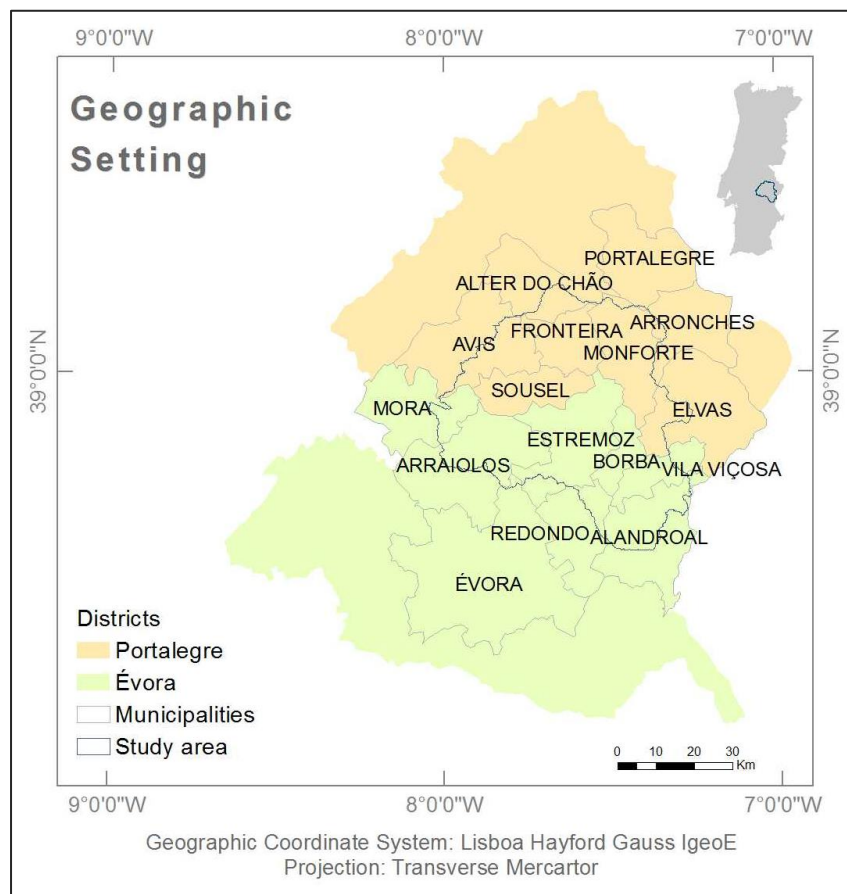 9°0'0"W
8°0'0"W
7°0'0"W
Geographic
Setting
PORTALEGRE
ALTER DO CHÃO
ARRONCHES
FRONTEIRA
AVIS
MONFORTE
39°0'0"N
39°0'0"N
SOUSEL
MORA
ELVAS
ESTREMOZ
BORBA
ARRAIOLOS
VILA VIÇOSA
REDONDO
ALANDROAL
ÉVORA
Districts
Portalegre
Évora
Municipalities
Study area
0 10 20 30
Km
9°0'0"W
8°0'0"W
7°0'0"W
Geographic Coordinate System: Lisboa Hayford Gauss IgeoE
Projection: Transverse Mercartor